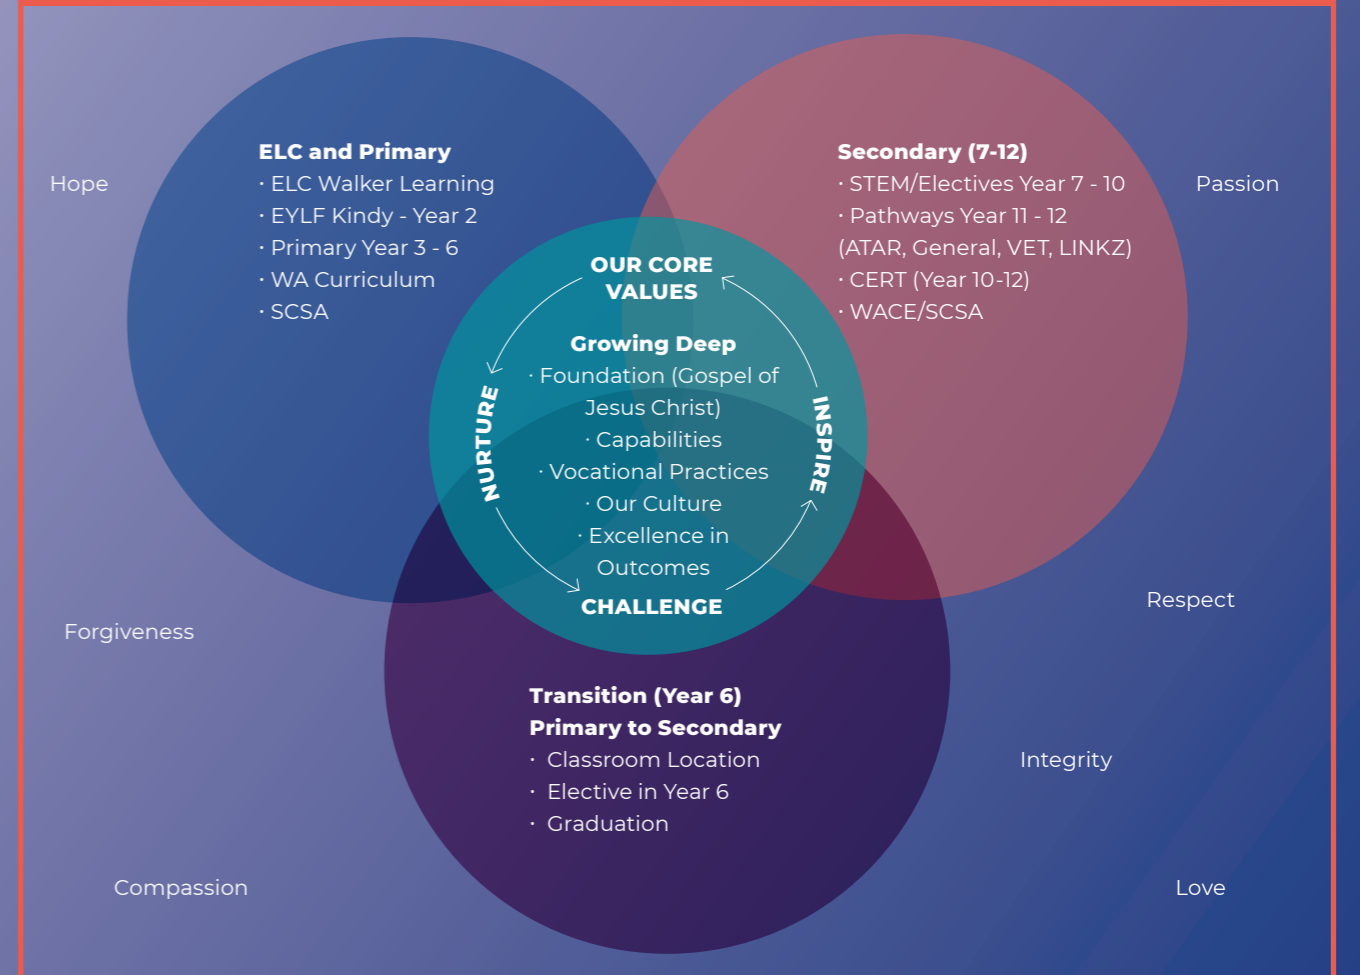 Hope
ELC and Primary
· ELC Walker Learning
· EYLF Kindy - Year 2
· Primary Year 3 - 6
· WA Curriculum
· SCSA
Secondary (7-12)
· STEM/Electives Year 7 - 10
· Pathways Year 11 - 12
(ATAR, General, VET, LINKZ)
· CERT (Year 10-12)
· WACE/SCSA
Passion
OUR CORE
VALUES
Growing Deep
· Foundation (Gospel of
Jesus Christ)
· Capabilities
· Vocational Practices
· Our Culture
· Excellence in
Outcomes
NURTURE
CHALLENGE
INSPIRE
Forgiveness
Respect
Transition (Year 6)
Primary to Secondary
· Classroom Location
· Elective in Year 6
· Graduation
Integrity
Compassion
Love